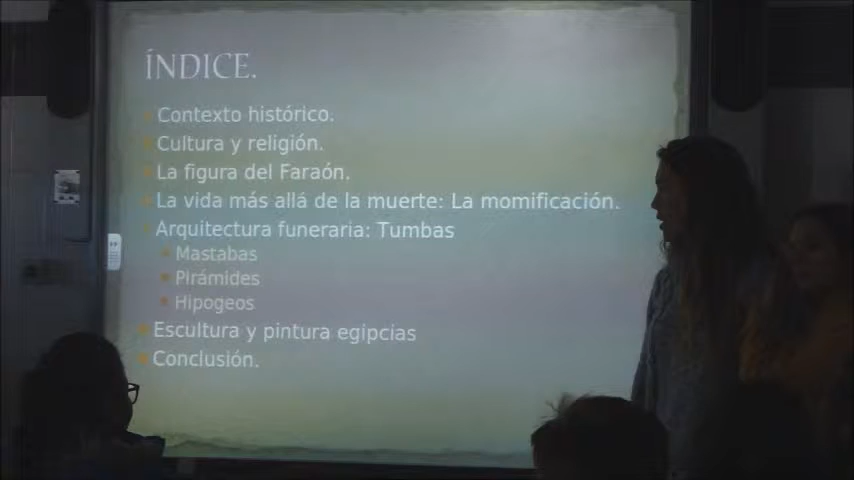 ÍNDICE.
Contexto histórico.
Cultura y religión.
La figura del Faraón.
La vida más allá de la muerte: La momificación.
Arquitectura funeraria: Tumbas
Mastabas
Pirámides
Hipogeos
Escultura y pintura egipcias
Conclusión.